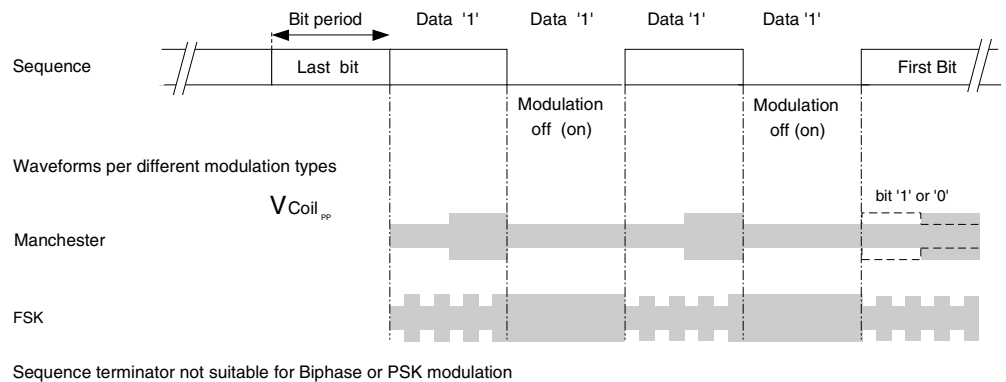 Bit period Data '1' Data '1' Data '1' Data '1'
Sequence Last bit First Bit
Modulation Modulation
off (on) off (on)
Waveforms per different modulation types
VCoil PP bit '1' or '0'
Manchester
FSK
Sequence terminator not suitable for Biphase or PSK modulation